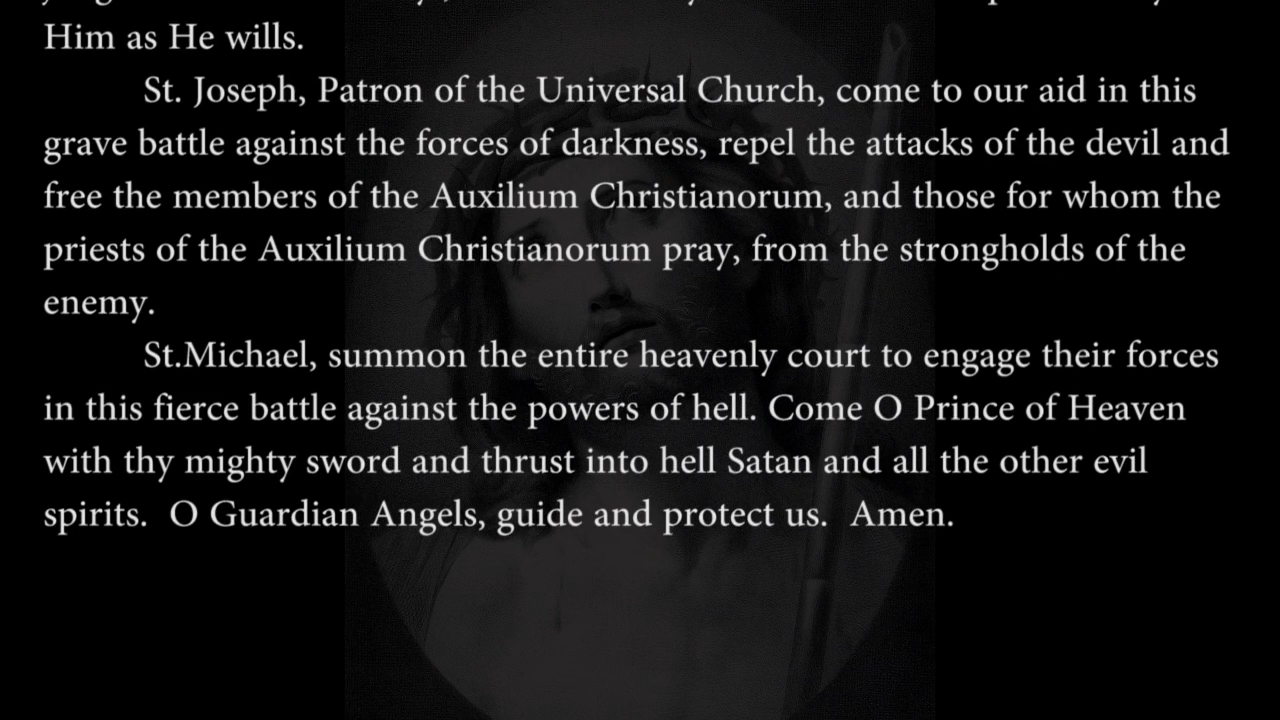 Him as He wills.
St. Joseph, Patron of the Universal Church, come to our aid in this
grave battle against the forces of darkness, repel the attacks of the devil and
free the members of the Auxilium Christianorum, and those for whom the
priests of the Auxilium Christianorum pray, from the strongholds of the
enemy.
St.Michael, summon the entire heavenly court to engage their forces
in this fierce battle against the powers of hell. Come O Prince of Heaven
with thy mighty sword and thrust into hell Satan and all the other evil
spirits.  O Guardian Angels, guide and protect us.  Amen.